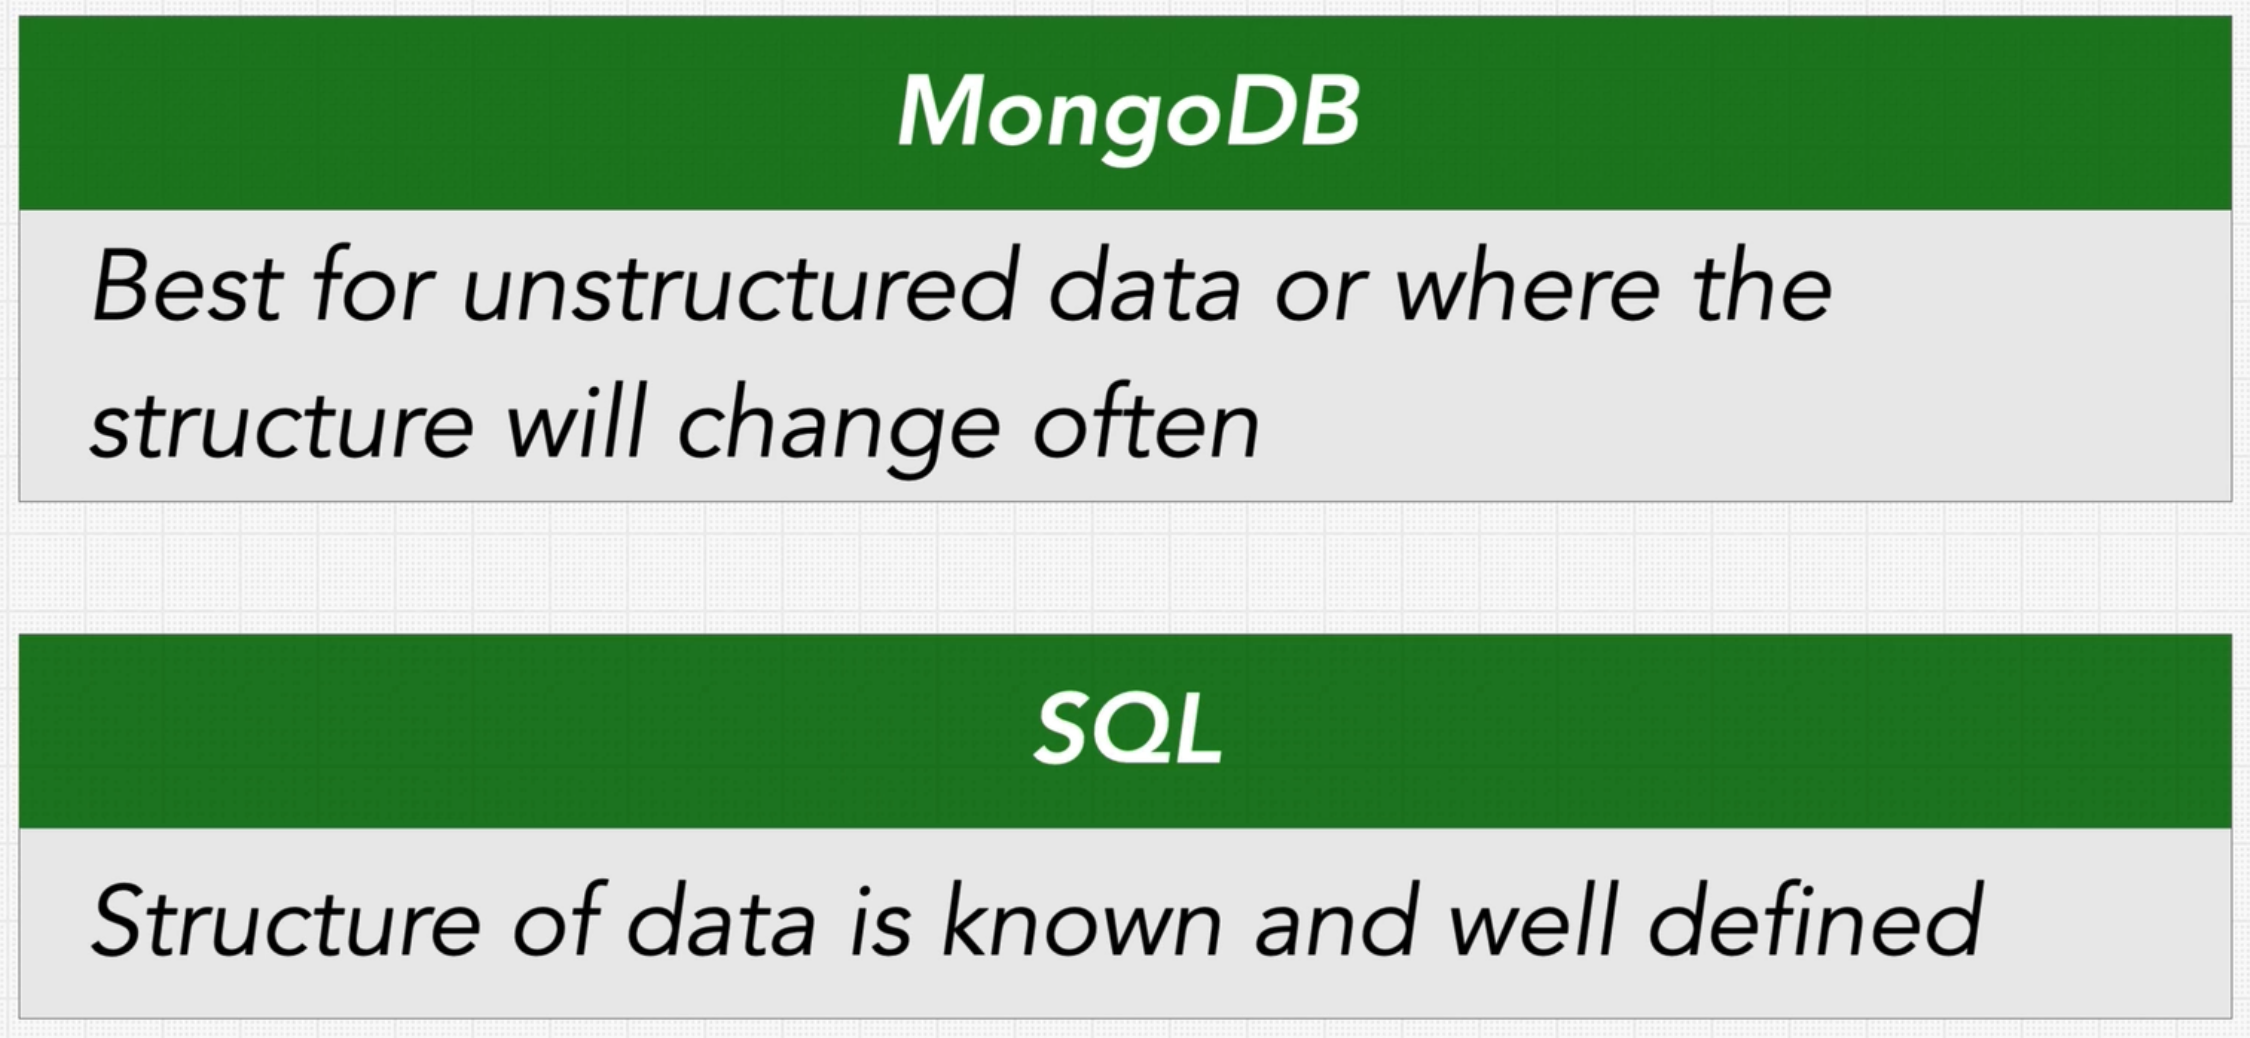 MongoDB
Best for unstructured data or where the
structure will change often
SQL
Structure of data is known and well defined